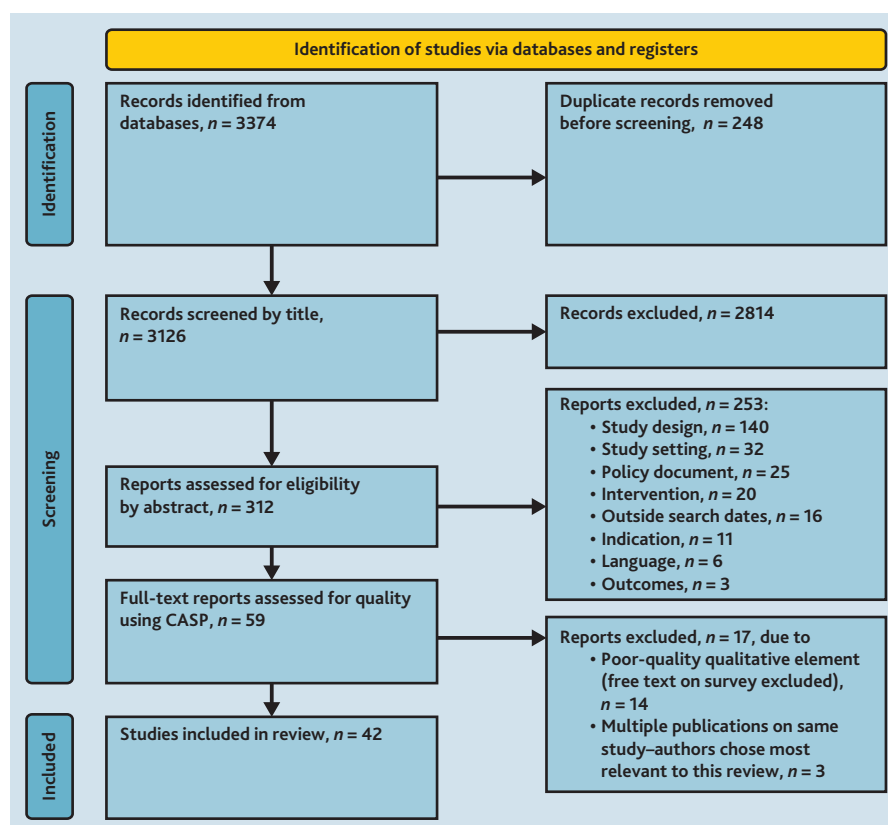 Identification of studies via databases and registers
Identification
Records identified from
databases, n = 3374
Duplicate records removed
before screening, n = 248
Screening
Records screened by title,
n = 3126
Records excluded, n = 2814
Reports assessed for eligibility
by abstract, n = 312
Reports excluded, n = 253:
• Study design, n = 140
• Study setting, n = 32
• Policy document, n = 25
• Intervention, n = 20
• Outside search dates, n = 16
• Indication, n = 11
• Language, n = 6
• Outcomes, n = 3
Full-text reports assessed for quality
using CASP, n = 59
Reports excluded, n = 17, due to
• Poor-quality qualitative element
(free text on survey excluded),
n = 14
• Multiple publications on same
study–authors chose most
relevant to this review, n = 3
Included
Studies included in review, n = 42